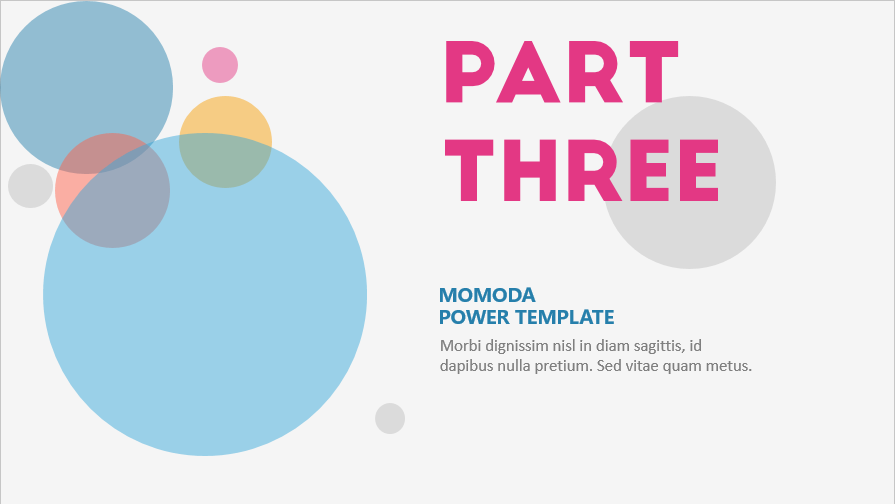 PART
THREE
MOMODA
POWER TEMPLATE
Morbi dignissim nisl in diam sagittis, id
dapibus nulla pretium. Sed vitae quam metus.